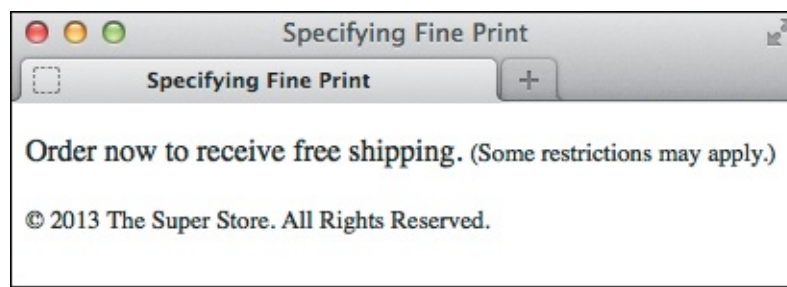 Specifying Fine Print
Specifying Fine Print
Order now to receive free shipping. (Some restrictions may apply.)
© 2013 The Super Store. All Rights Reserved.